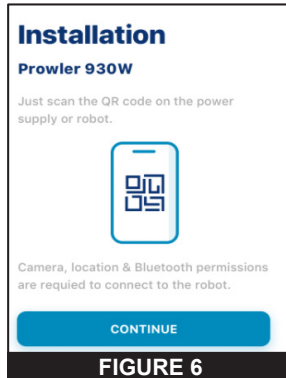 Installation
Prowler 930W
Just scan the QR code on the power
supply or robot.
Camera, location & Bluetooth permissions
are requied to connect to the robot.
CONTINUE
FIGURE 6